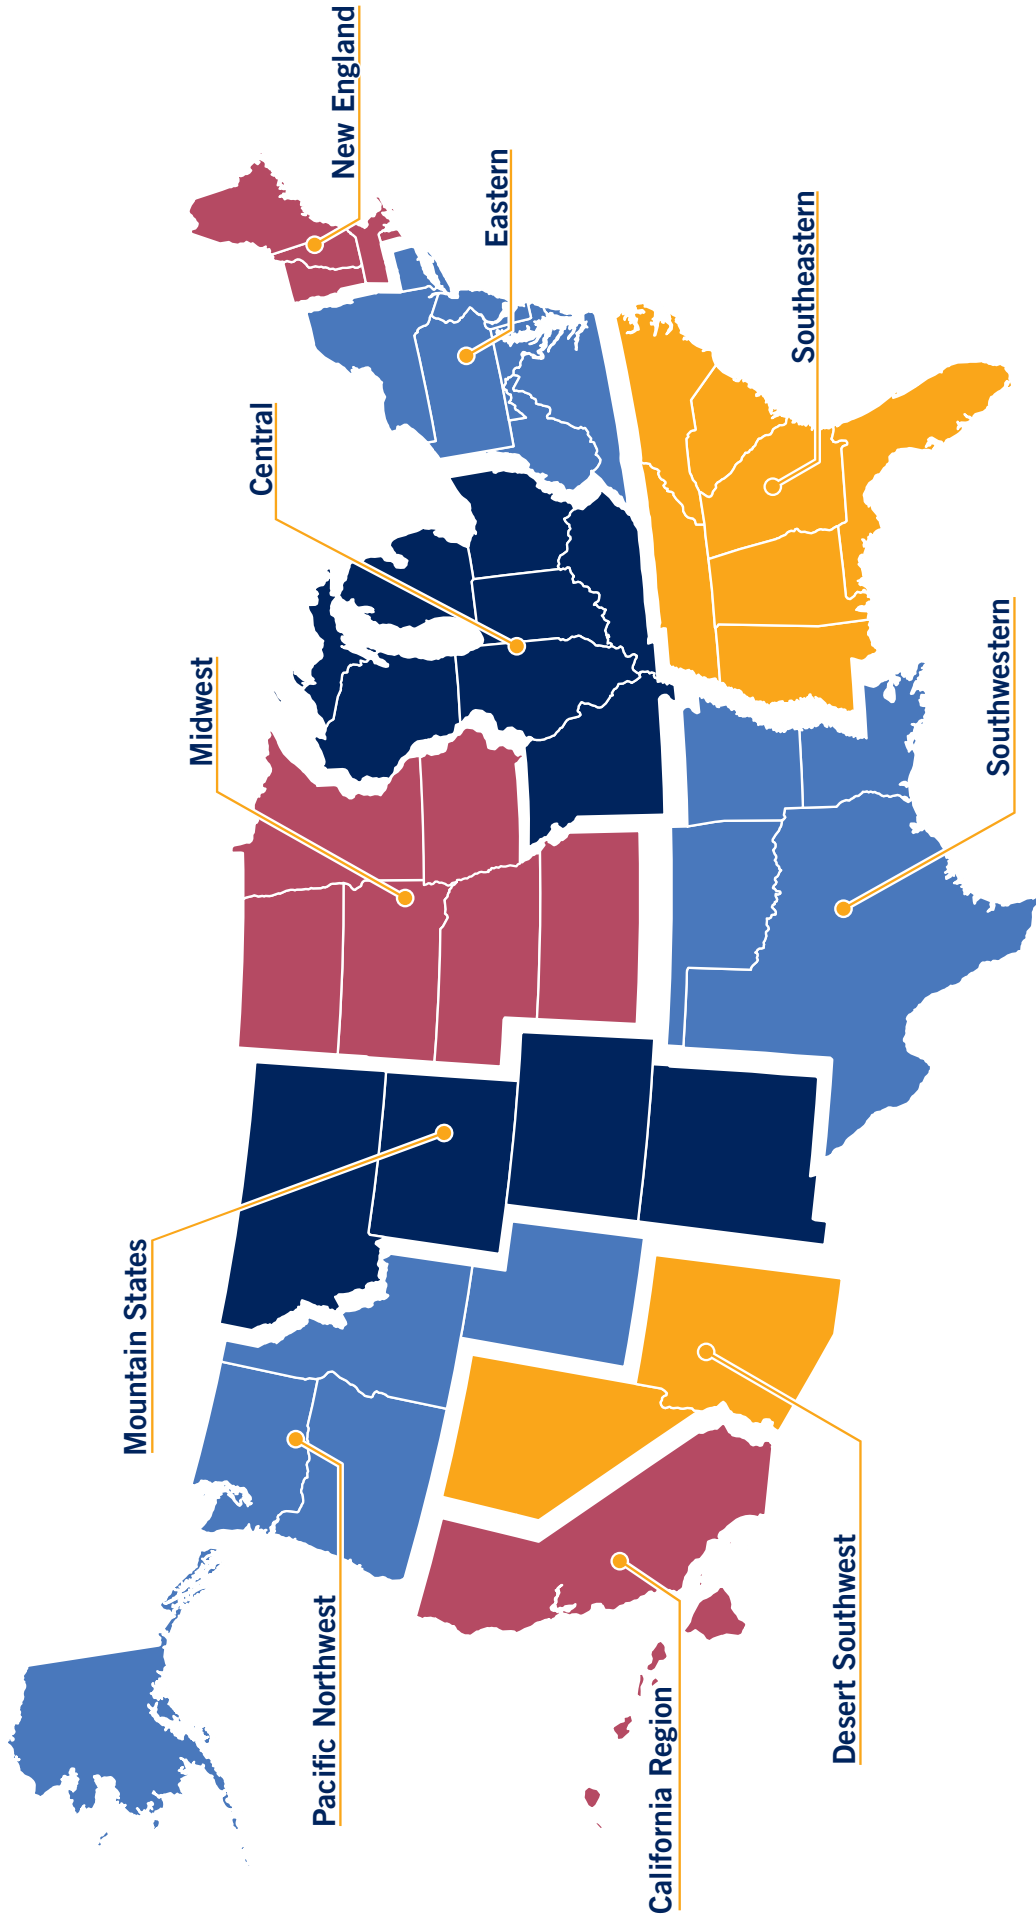 New England
Eastern
Southeastern
Central
Midwest
Southwestern
Mountain States
Pacific Northwest
California Region
Desert Southwest